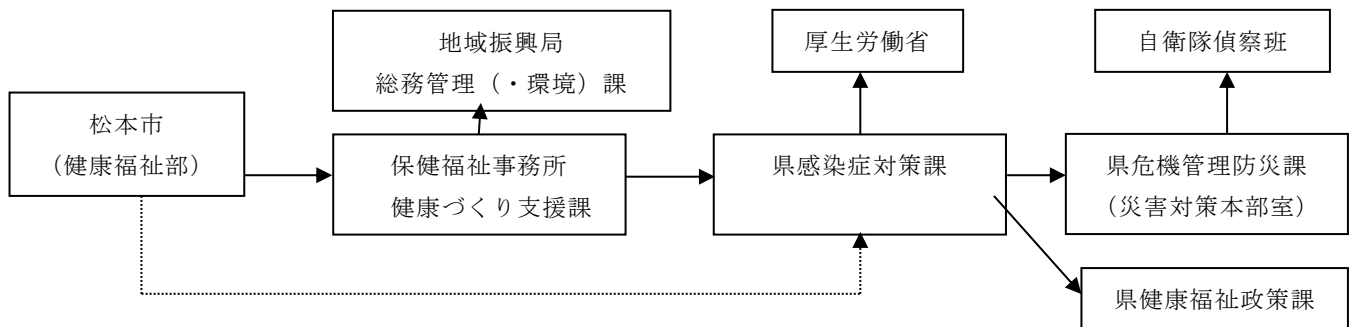 地域振興局
総務管理（・環境）課
厚生労働省
自衛隊偵察班
松本市
（健康福祉部）
保健福祉事務所
健康づくり支援課
県感染症対策課
県危機管理防災課
（災害対策本部室）
県健康福祉政策課